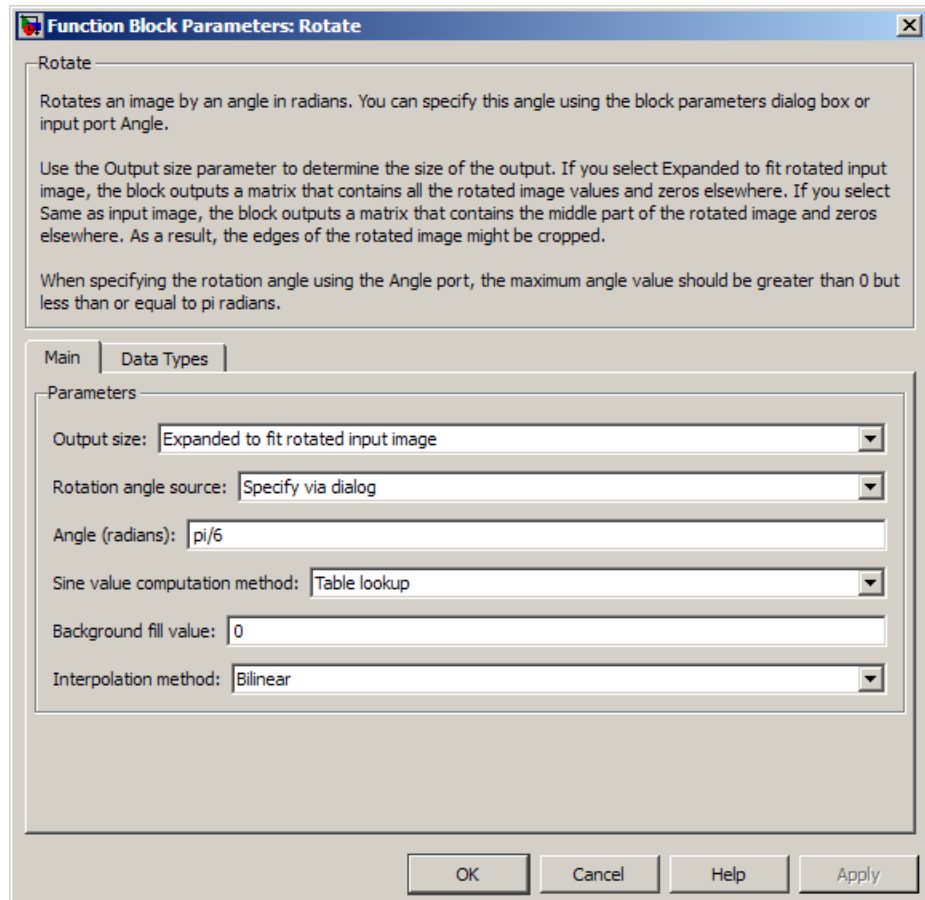 Function Block Parameters: Rotate
Rotate
Rotates an image by an angle in radians. You can specify this angle using the block parameters dialog box or
input port Angle.
Use the Output size parameter to determine the size of the output. If you select Expanded to fit rotated input
image, the block outputs a matrix that contains all the rotated image values and zeros elsewhere. If you select
Same as input image, the block outputs a matrix that contains the middle part of the rotated image and zeros
elsewhere. As a result, the edges of the rotated image might be cropped.
When specifying the rotation angle using the Angle port, the maximum angle value should be greater than 0 but
less than or equal to pi radians.
Main Data Types
Parameters
Output size: Expanded to fit rotated input image
Rotation angle source: Specify via dialog
Angle (radians): pi/6
Sine value computation method: Table lookup
Background fill value: 0
Interpolation method: Bilinear
OK Cancel Help Apply